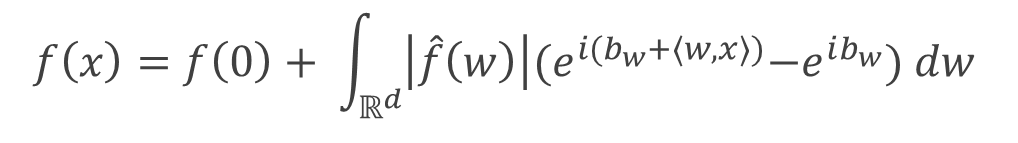 f(x) = f(0) + ∫_{ℝ^d} |f̂(w)|(e^{i(b_w+⟨w,x⟩)}−e^{ib_w}) dw